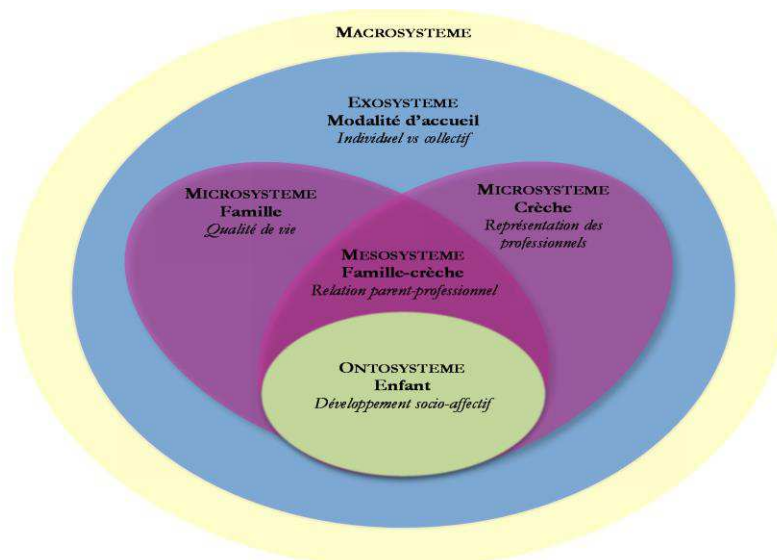 MACROSYSTEME
EXOSYSTEME
Modalité d'accueil
Individuel vs collectif
MICROSYSTEME
Famille
Qualité de vie
MICROSYSTEME
Crèche
Représentation des
professionnels
MESOSYSTEME
Famille-crèche
Relation parent-professionnel
ONTOSYSTEME
Enfant
Développement socio-affectif